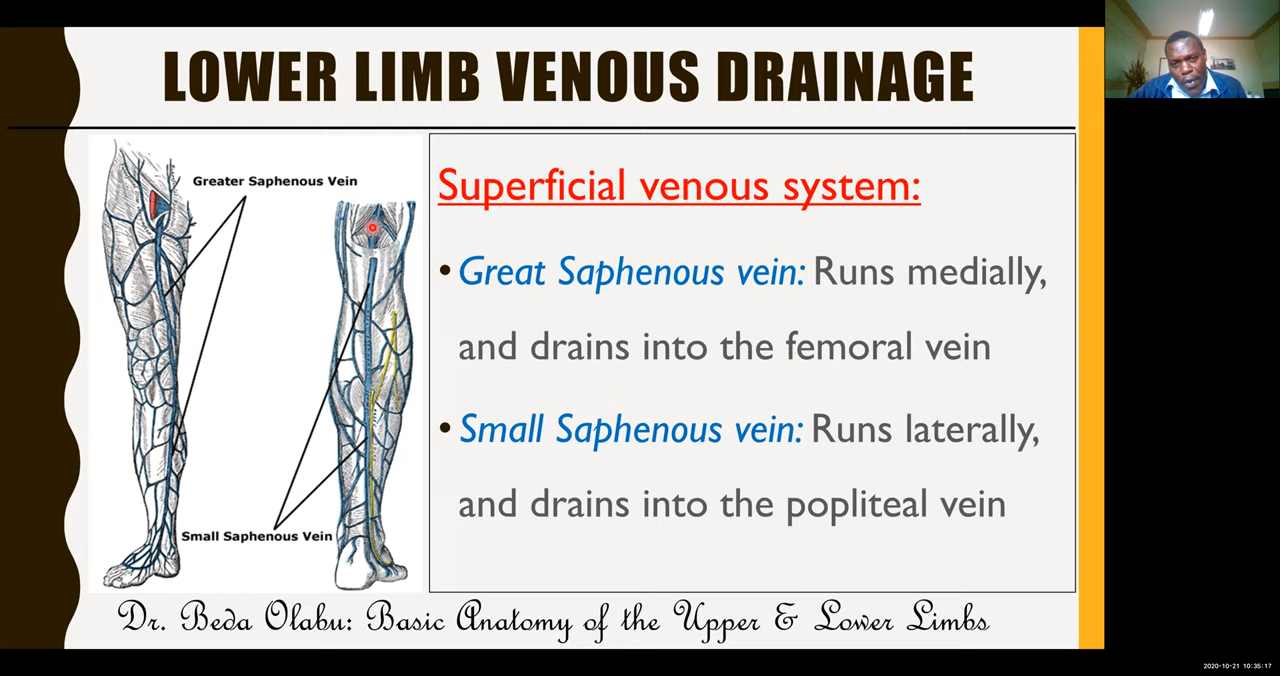 LOWER LIMB VENOUS DRAINAGE
Greater Saphenous Vein
Small Saphenous Vein
Superficial venous system:
• Great Saphenous vein: Runs medially,
and drains into the femoral vein
• Small Saphenous vein: Runs laterally,
and drains into the popliteal vein
Dr. Beda Olabu: Basic Anatomy of the Upper & Lower Limbs
2020-10-21 10:35:17